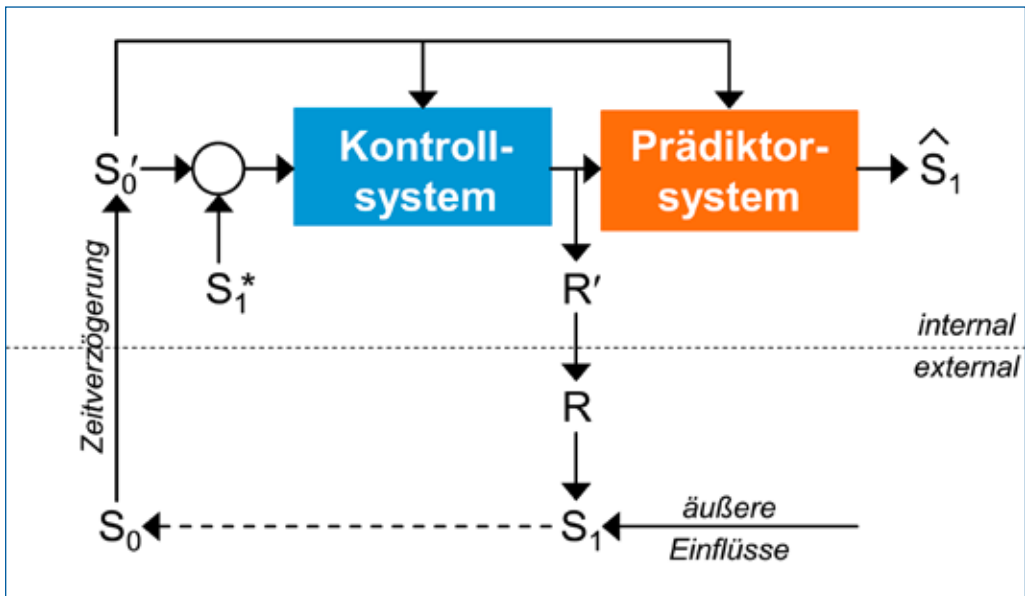 Kontroll-
system
Prädiktor-
system
S₀′
Ŝ₁
S₁*
R′
Zeitverzögerung
internal
external
R
S₀
S₁
äußere
Einflüsse